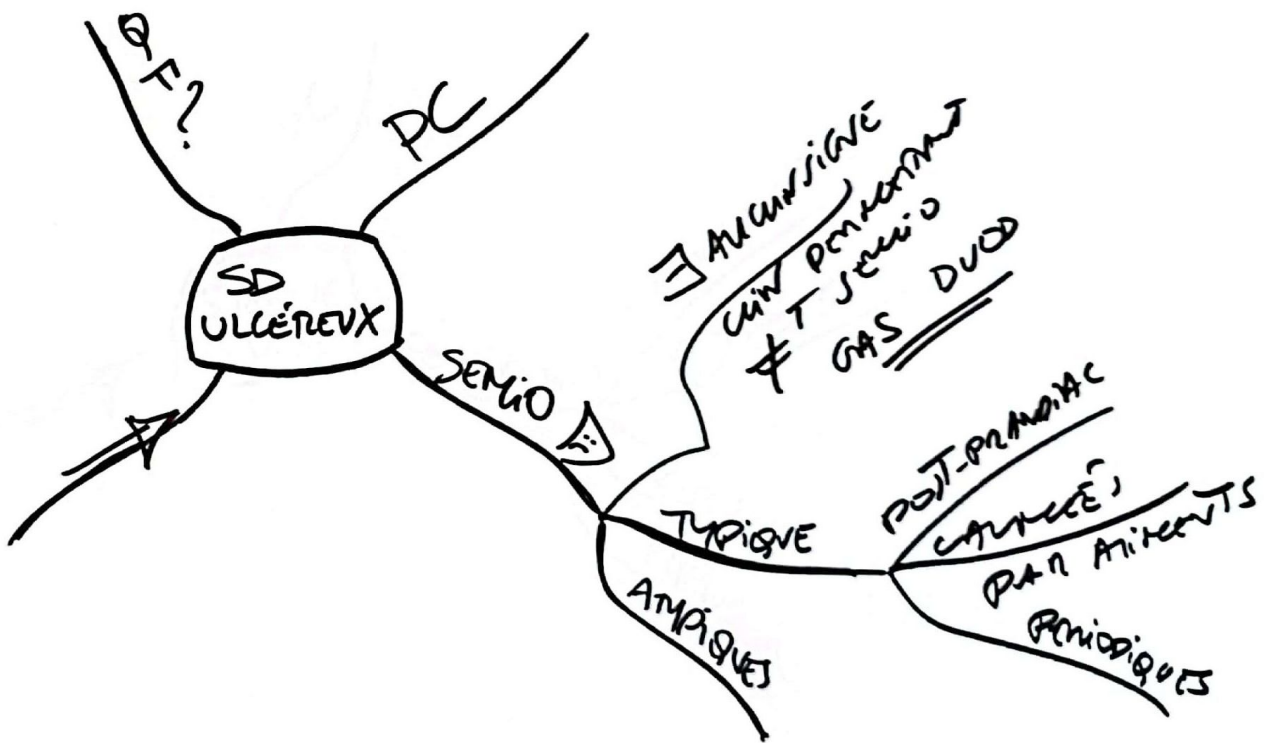 QF?
PC
SD
ULCÉREUX
SEMIO
∃ AUCUN SIGNE
CLIN PERMETTANT
≠ T SEMIO
GAS DUOD
TYPIQUE
POST-PRANDIAL
CALMÉES
PAR ALIMENTS
PERIODIQUES
ATYPIQUES